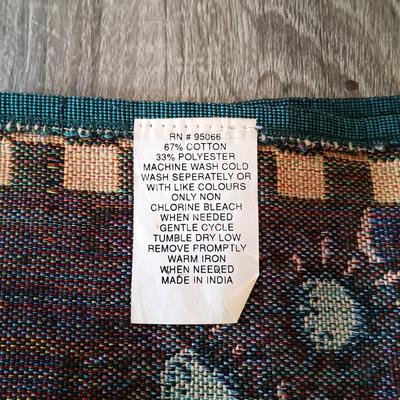 RN # 95066
67% COTTON
33% POLYESTER
MACHINE WASH COLD
WASH SEPERATELY OR
WITH LIKE COLOURS
ONLY NON
CHLORINE BLEACH
WHEN NEEDED
GENTLE CYCLE
TUMBLE DRY LOW
REMOVE PROMPTLY
WARM IRON
WHEN NEEDED
MADE IN INDIA